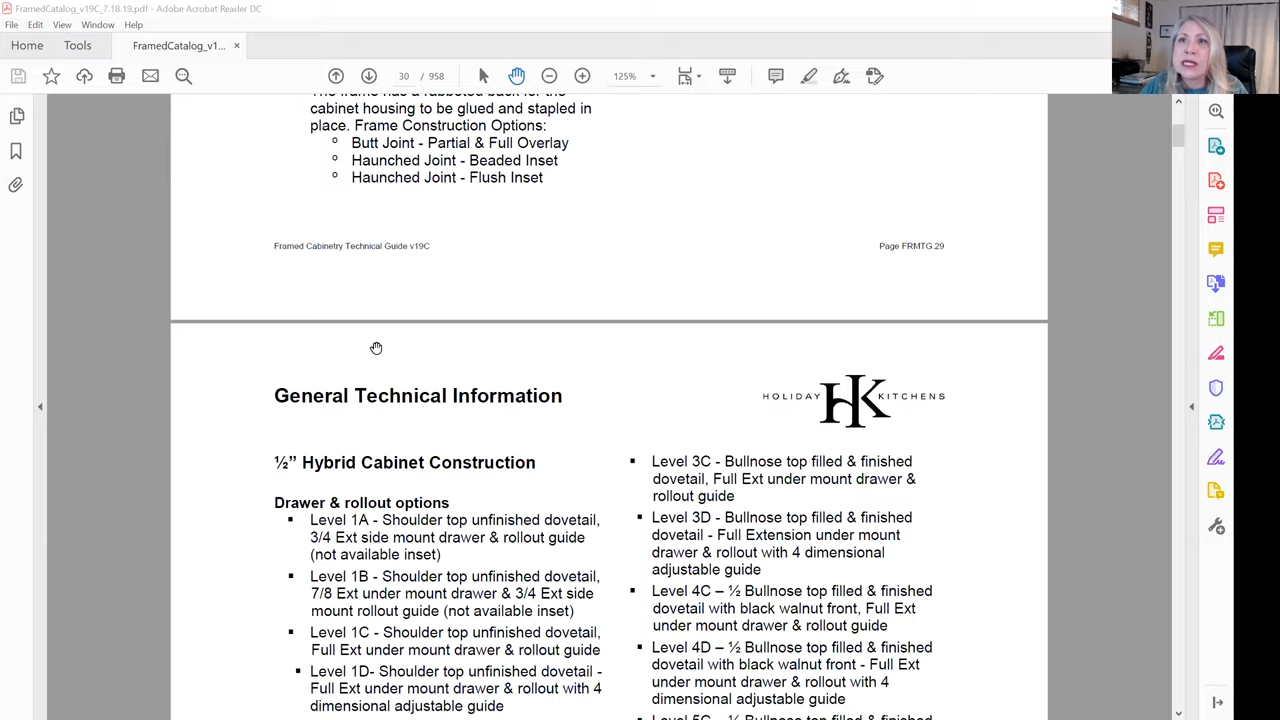 FramedCatalog_v19C_7.18.19.pdf - Adobe Acrobat Reader DC
File Edit View Window Help
Home Tools FramedCatalog_v1... ×
30 / 958 125%
cabinet housing to be glued and stapled in
place. Frame Construction Options:
Butt Joint - Partial & Full Overlay
Haunched Joint - Beaded Inset
Haunched Joint - Flush Inset
Framed Cabinetry Technical Guide v19C Page FRMTG.29
General Technical Information
HOLIDAY HK KITCHENS
½” Hybrid Cabinet Construction
Drawer & rollout options
▪ Level 1A - Shoulder top unfinished dovetail,
3/4 Ext side mount drawer & rollout guide
(not available inset)
▪ Level 1B - Shoulder top unfinished dovetail,
7/8 Ext under mount drawer & 3/4 Ext side
mount rollout guide (not available inset)
▪ Level 1C - Shoulder top unfinished dovetail,
Full Ext under mount drawer & rollout guide
▪ Level 1D- Shoulder top unfinished dovetail -
Full Ext under mount drawer & rollout with 4
dimensional adjustable guide
▪ Level 3C - Bullnose top filled & finished
dovetail, Full Ext under mount drawer &
rollout guide
▪ Level 3D - Bullnose top filled & finished
dovetail - Full Extension under mount
drawer & rollout with 4 dimensional
adjustable guide
▪ Level 4C – ½ Bullnose top filled & finished
dovetail with black walnut front, Full Ext
under mount drawer & rollout guide
▪ Level 4D – ½ Bullnose top filled & finished
dovetail with black walnut front - Full Ext
under mount drawer & rollout with 4
dimensional adjustable guide